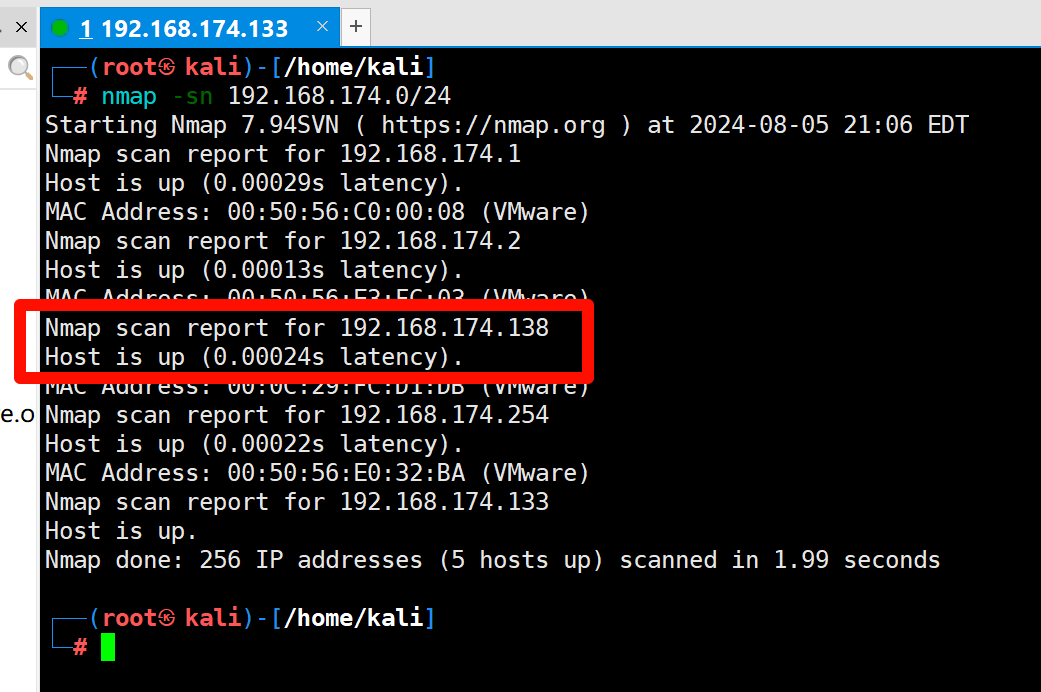 1 192.168.174.133
┌──(root㉿kali)-[/home/kali]
└─# nmap -sn 192.168.174.0/24
Starting Nmap 7.94SVN ( https://nmap.org ) at 2024-08-05 21:06 EDT
Nmap scan report for 192.168.174.1
Host is up (0.00029s latency).
MAC Address: 00:50:56:C0:00:08 (VMware)
Nmap scan report for 192.168.174.2
Host is up (0.00013s latency).
MAC Address: 00:50:56:F3:FC:03 (VMware)
Nmap scan report for 192.168.174.138
Host is up (0.00024s latency).
MAC Address: 00:0C:29:FC:D1:DB (VMware)
e.o
Nmap scan report for 192.168.174.254
Host is up (0.00022s latency).
MAC Address: 00:50:56:E0:32:BA (VMware)
Nmap scan report for 192.168.174.133
Host is up.
Nmap done: 256 IP addresses (5 hosts up) scanned in 1.99 seconds
┌──(root㉿kali)-[/home/kali]
└─#